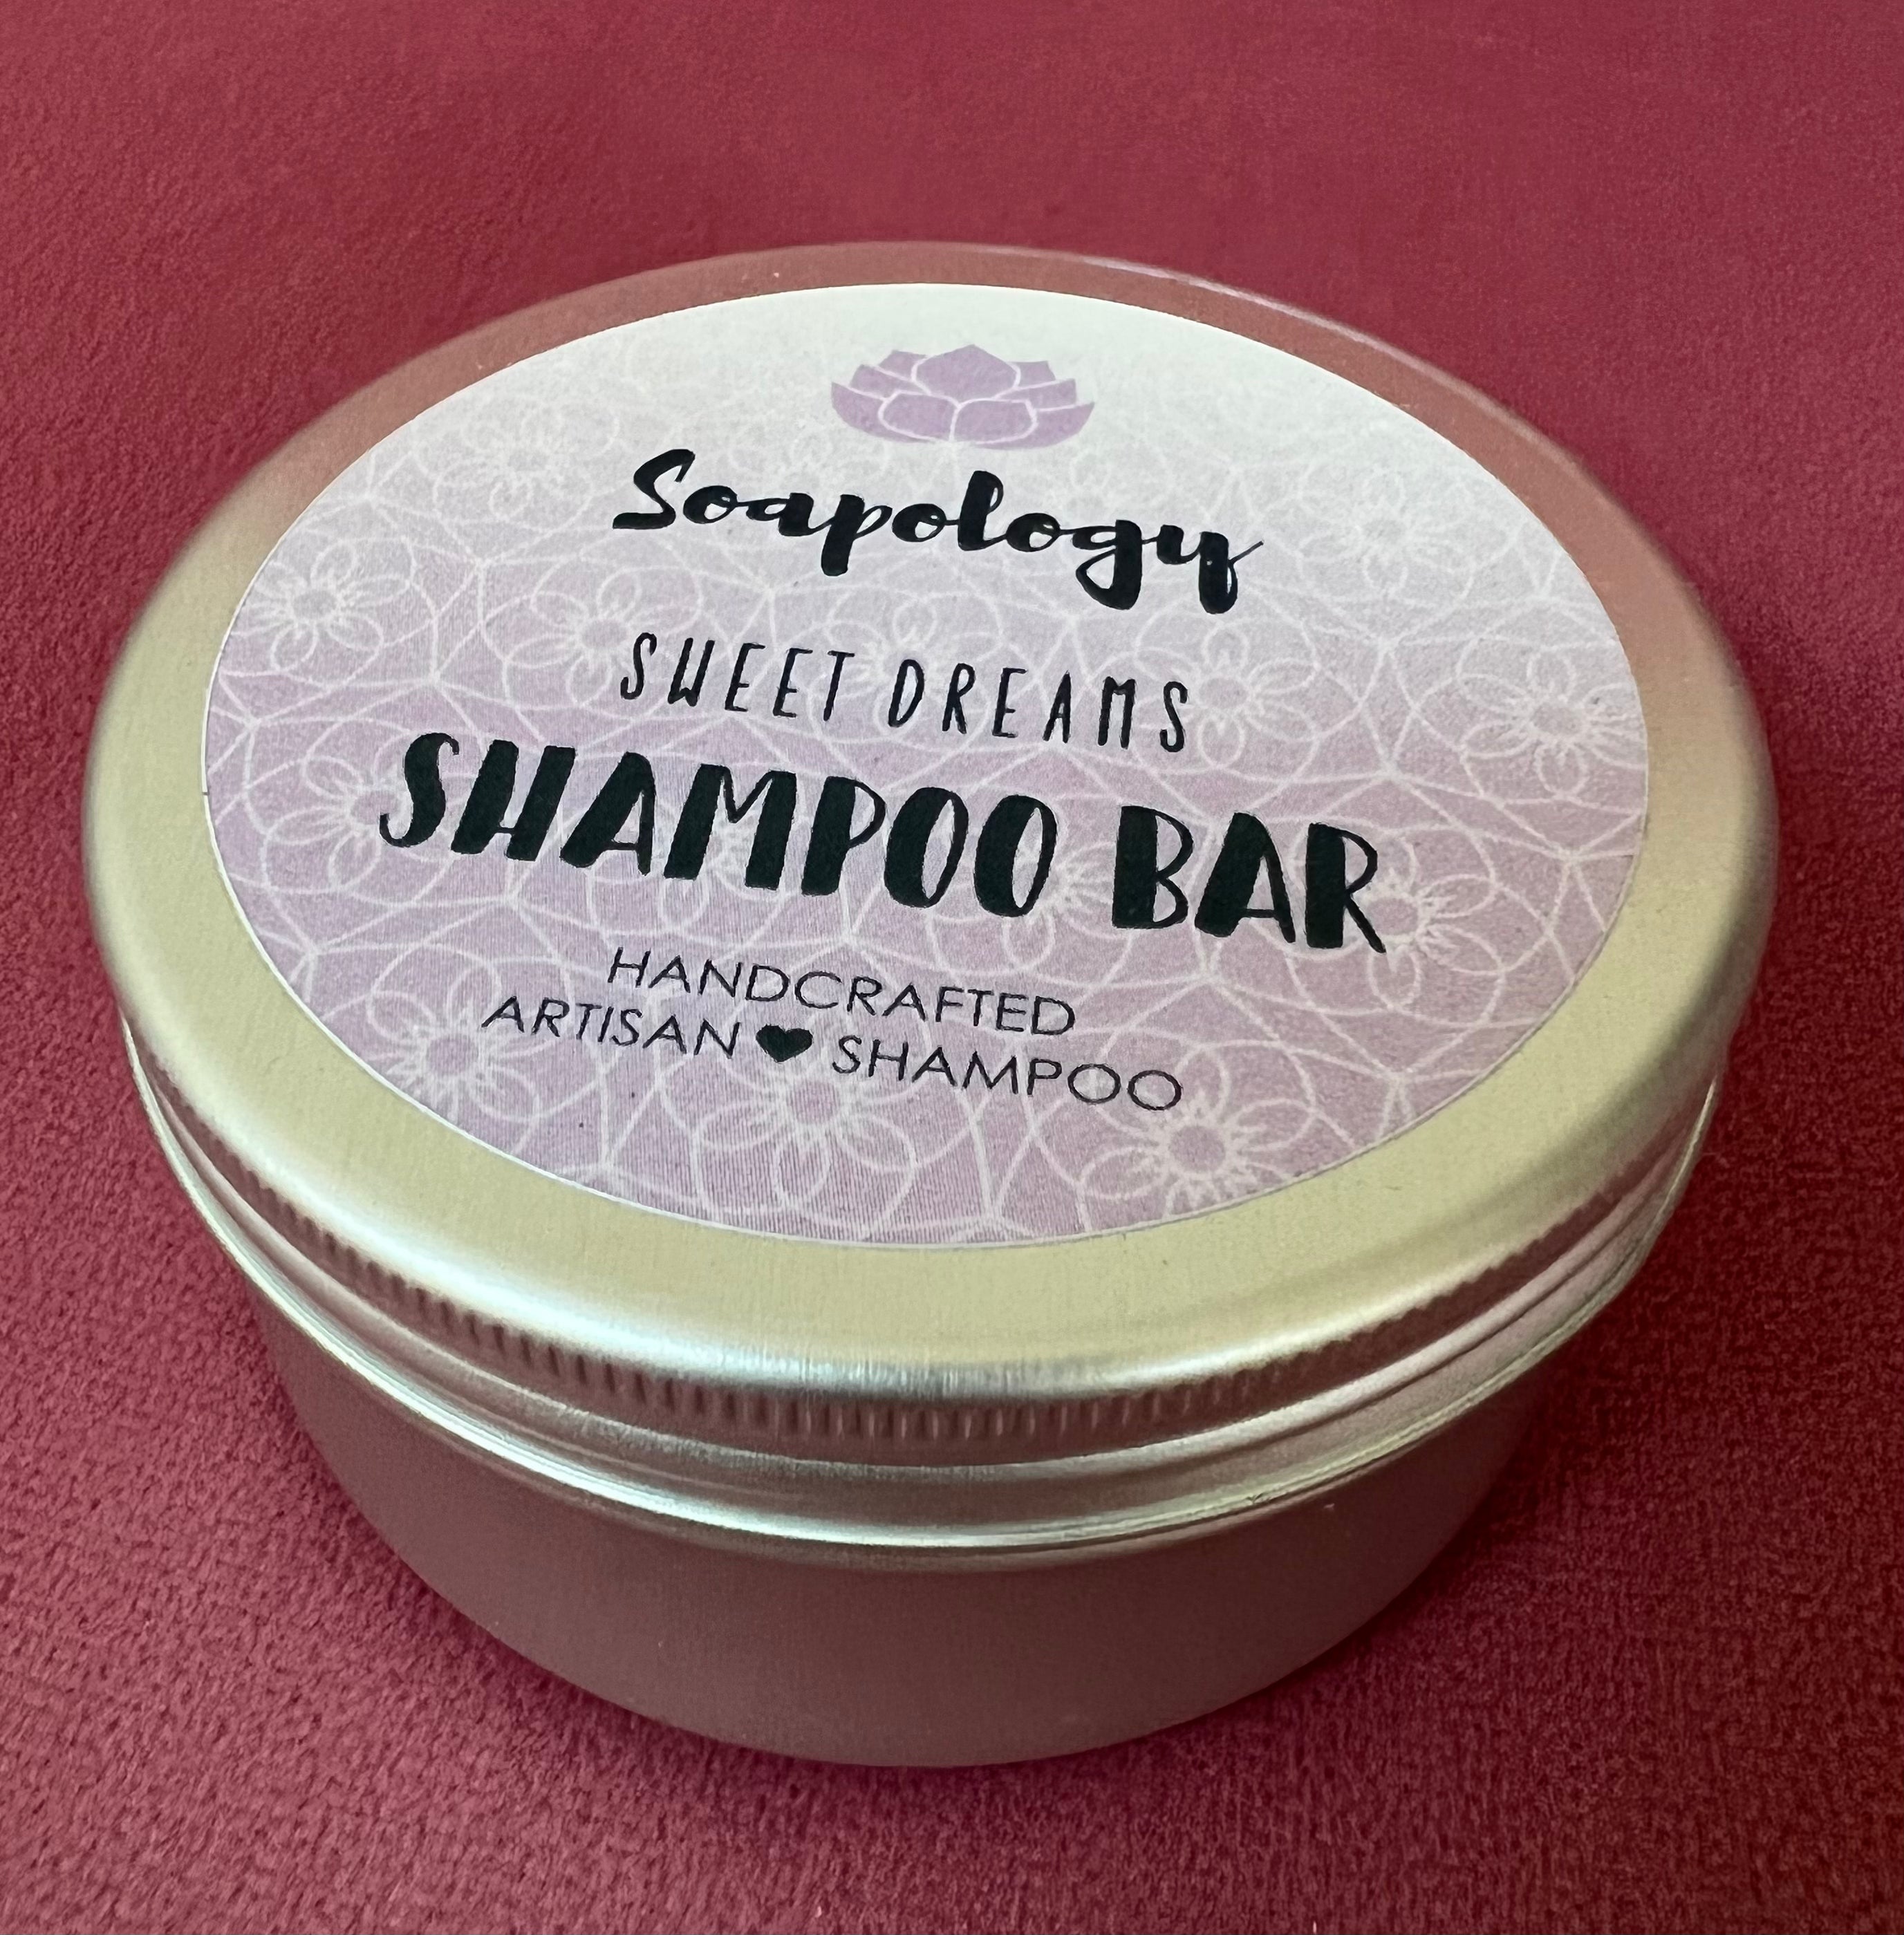 Soapology
SWEET DREAMS
SHAMPOO BAR
HANDCRAFTED
ARTISAN ♥ SHAMPOO